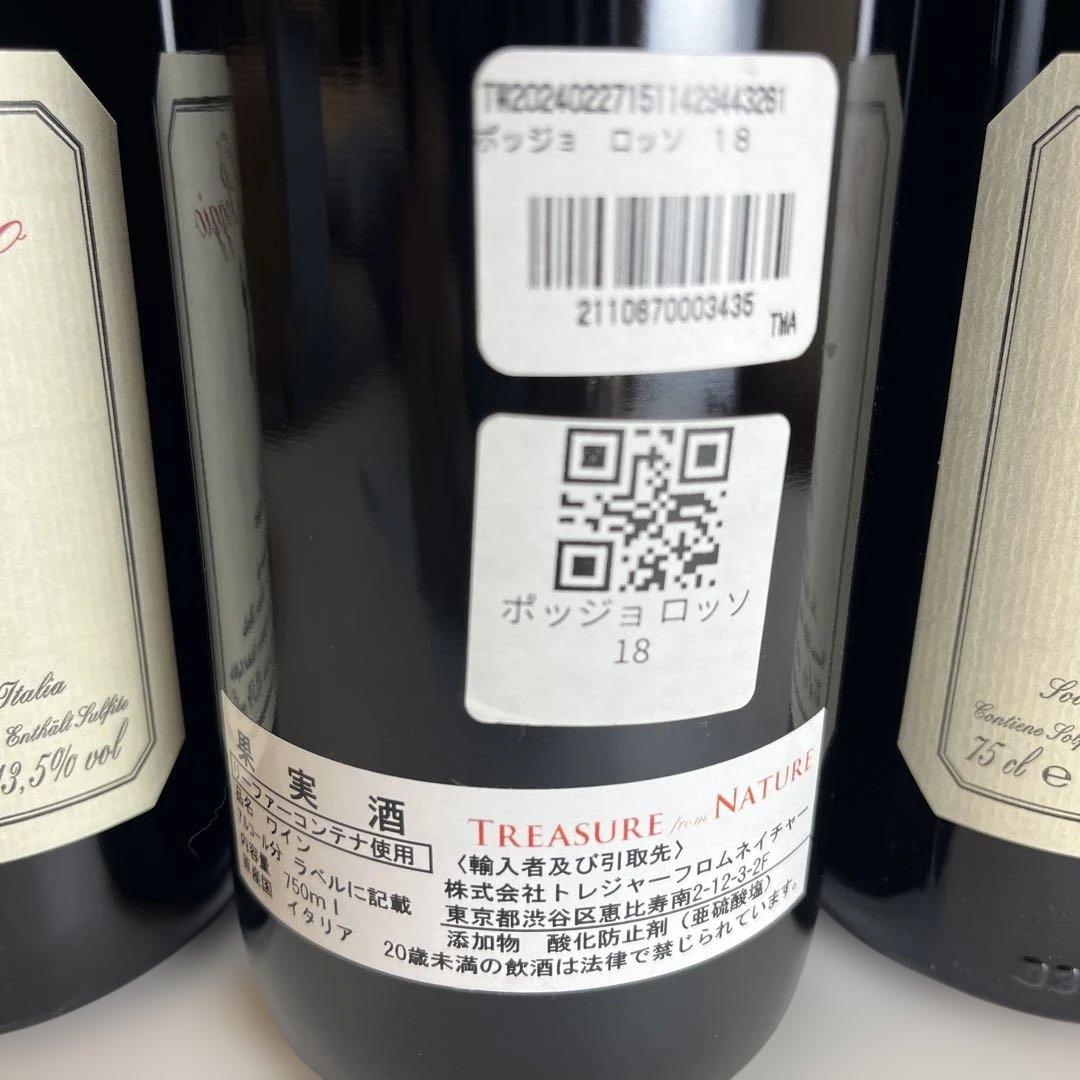 TW202402271511429443261
ポッジョ ロッソ 18
2110870003435
TWA
ポッジョ ロッソ
18
果実酒
リーファーコンテナ使用
品名 ワイン
アルコール分 ラベルに記載
内容量 750ml
原産国 イタリア
TREASURE from NATURE
〈輸入者及び引取先〉
株式会社トレジャーフロムネイチャー
東京都渋谷区恵比寿南2-12-3-2F
添加物 酸化防止剤(亜硫酸塩)
20歳未満の飲酒は法律で禁じられています。
Italia
Enthält Sulfite
13,5% vol
Contiene
75 cl e